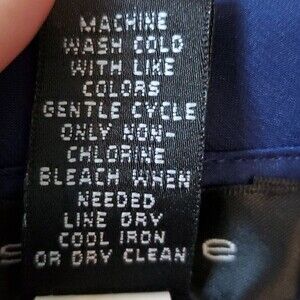 MACHINE
WASH COLD
WITH LIKE
COLORS
GENTLE CYCLE
ONLY NON-
CHLORINE
BLEACH WHEN
NEEDED
LINE DRY
COOL IRON
OR DRY CLEAN
s
e